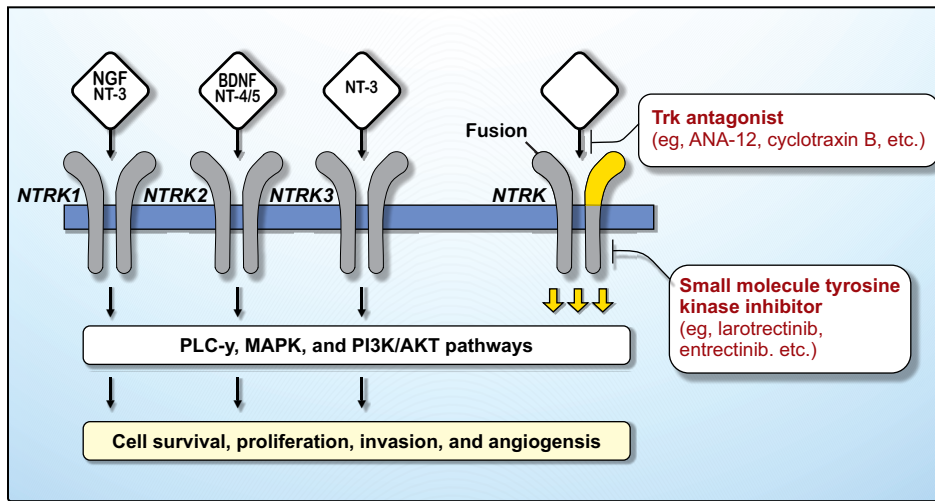 NGF
NT-3
BDNF
NT-4/5
NT-3
Fusion
Trk antagonist
(eg, ANA-12, cyclotraxin B, etc.)
NTRK1
NTRK2
NTRK3
NTRK
Small molecule tyrosine
kinase inhibitor
(eg, larotrectinib,
entrectinib. etc.)
PLC-y, MAPK, and PI3K/AKT pathways
Cell survival, proliferation, invasion, and angiogensis